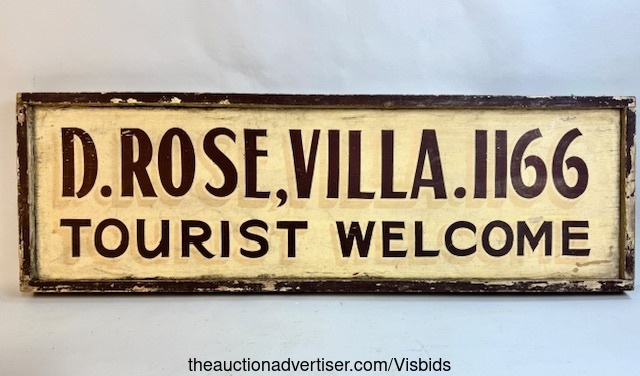 D.ROSE,VILLA.1166
TOURIST WELCOME
theauctionadvertiser.com/Visbids